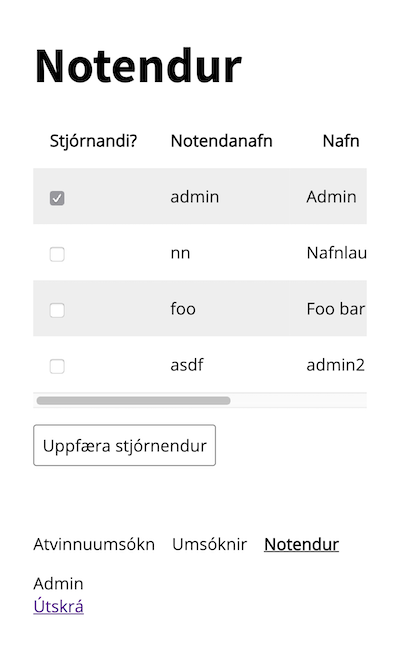 Notendur
Stjórnandi? Notendanafn Nafn
admin Admin
nn Nafnlau
foo Foo bar
asdf admin2
Uppfæra stjórnendur
Atvinnuumsókn Umsóknir Notendur
Admin
Útskrá